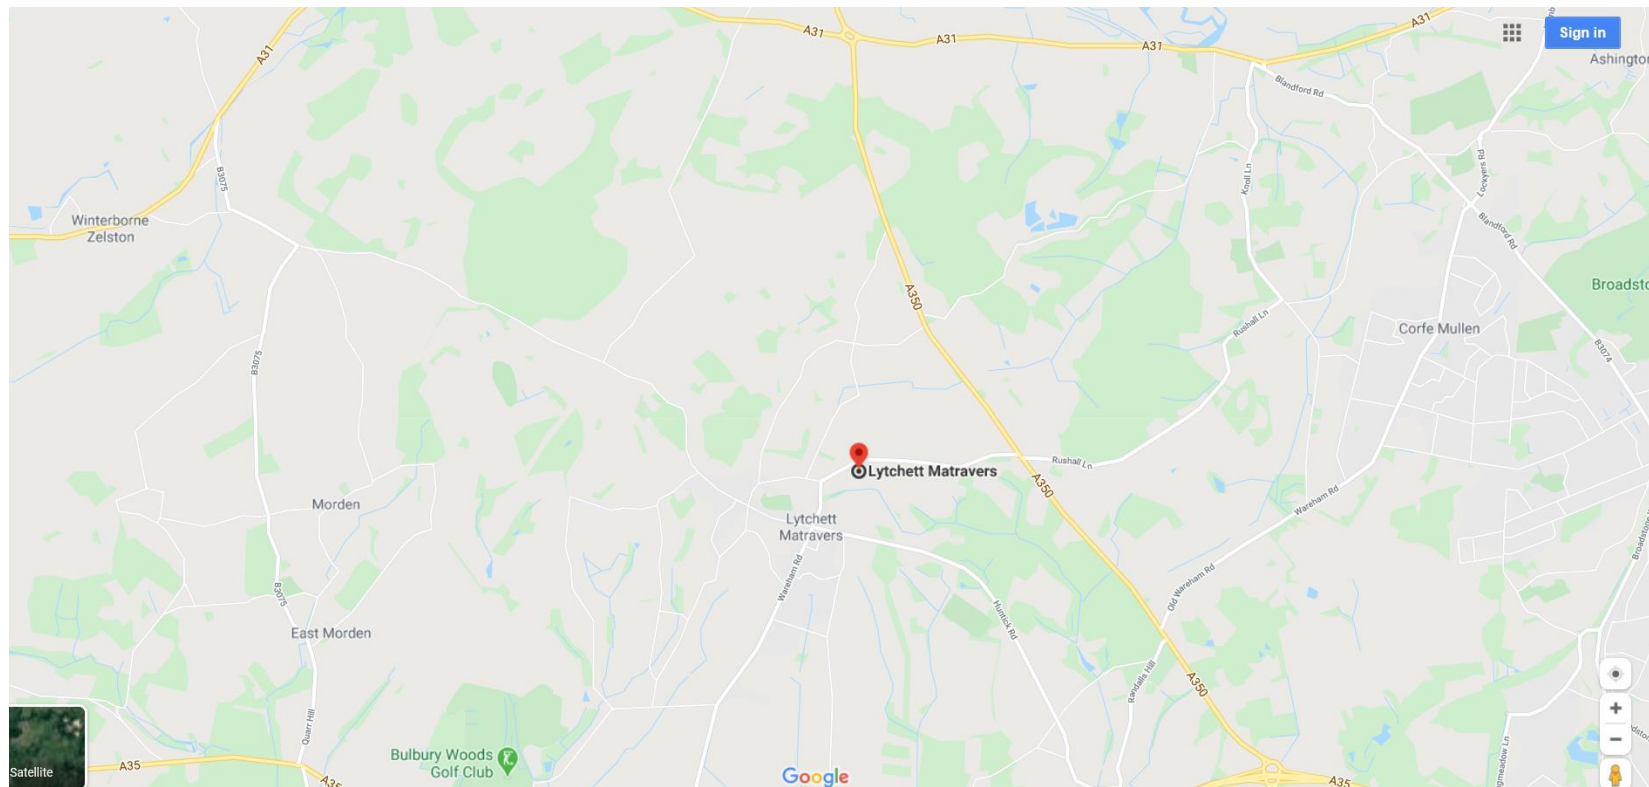 A31
A31
A31
A31
A31
Sign in
Ashington
Blandford Rd
B3075
Knoll Ln
Lockyers Rd
Winterborne
Zelston
Blandford Rd
A350
Broadsto
Rushall Ln
Corfe Mullen
B3074
B3075
Lytchett Matravers
Rushall Ln
A350
Morden
Wareham Rd
Lytchett
Matravers
Wareham Rd
Old Wareham Rd
B3075
Huntick Rd
East Morden
Randalls Hill
A350
Quarr Hill
Bulbury Woods
Golf Club
Satellite
A35
A35
Google
A35